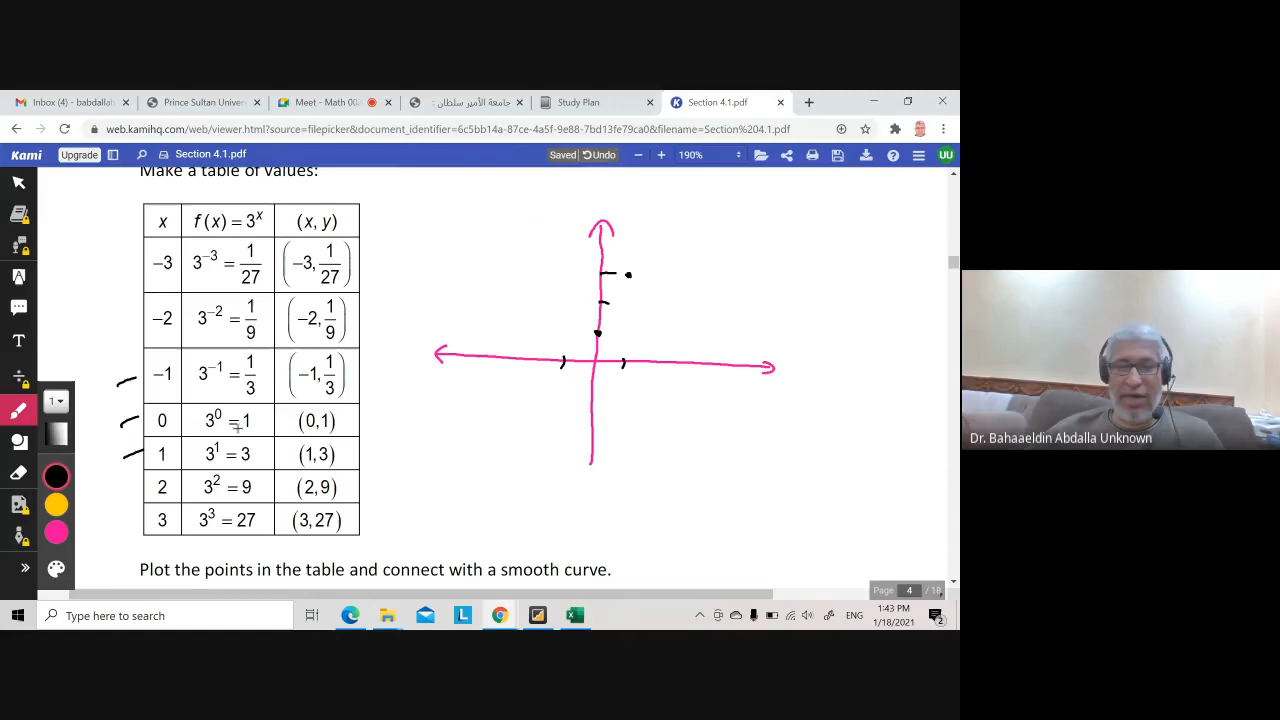 Inbox (4) - babdallah
Prince Sultan Univer
Meet - Math 00
جامعة الأمير سلطان :
Study Plan
Section 4.1.pdf
web.kamihq.com/web/viewer.html?source=filepicker&document_identifier=6c5bb14a-87ce-4a5f-9e88-7bd13fe79ca0&filename=Section%204.1.pdf
Kami Upgrade Section 4.1.pdf Saved Undo 190% UU
Make a table of values:
x f(x) = 3^x (x, y)
−3 3^−3 = 1/27 (−3, 1/27)
−2 3^−2 = 1/9 (−2, 1/9)
−1 3^−1 = 1/3 (−1, 1/3)
0 3^0 = 1 (0,1)
1 3^1 = 3 (1,3)
2 3^2 = 9 (2,9)
3 3^3 = 27 (3,27)
1
Plot the points in the table and connect with a smooth curve.
Page 4 / 18
Dr. Bahaaeldin Abdalla Unknown
Type here to search
ENG
1:43 PM
1/18/2021
2